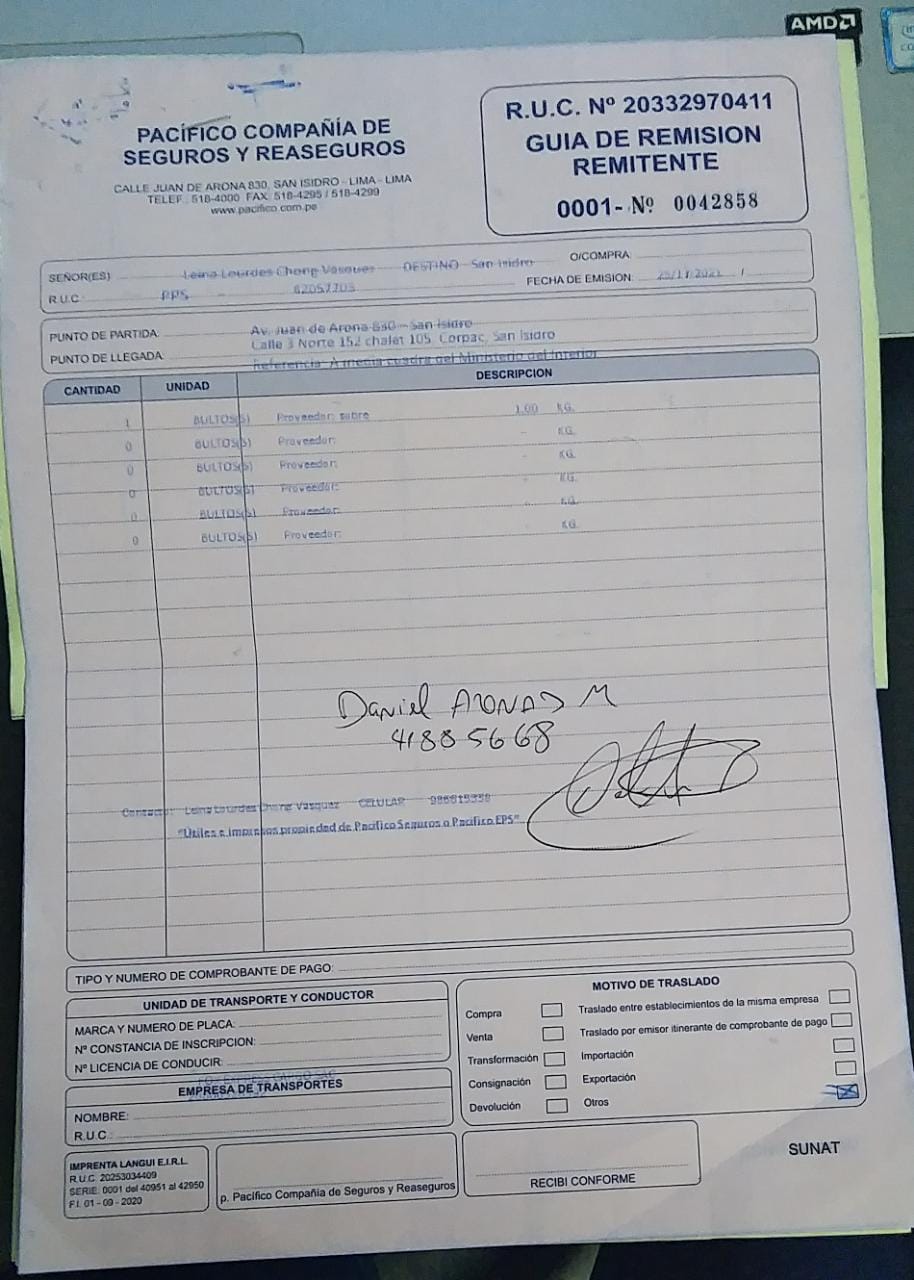 AMD
PACÍFICO COMPAÑÍA DE
SEGUROS Y REASEGUROS
CALLE JUAN DE ARONA 830, SAN ISIDRO - LIMA - LIMA
TELEF.: 518-4000 FAX: 518-4295 / 518-4299
www.pacifico.com.pe
R.U.C. Nº 20332970411
GUIA DE REMISION
REMITENTE
0001- Nº 0042858
SEÑOR(ES) Leina Lourdes Chong Vasquez DESTINO San Isidro O/COMPRA:
R.U.C. PPS FECHA DE EMISION:
PUNTO DE PARTIDA: Av. Juan de Arona 830 - San Isidro
Calle 3 Norte 152 chalet 105, Corpac, San Isidro
PUNTO DE LLEGADA: Referencia: A media cuadra del Ministerio del Interior
CANTIDAD UNIDAD DESCRIPCION
1 BULTOS(S) Proveedor: sobre 1.00 KG.
0 BULTOS(S) Proveedor: - KG.
0 BULTOS(S) Proveedor: - KG.
0 BULTOS(S) Proveedor: - KG.
0 BULTOS(S) Proveedor: - KG.
0 BULTOS(S) Proveedor: - KG.
Daniel M
41885668
Contacto: Leina Lourdes Chong Vasquez CELULAR
"Útiles e Impresos propiedad de Pacífico Seguros o Pacífico EPS"
TIPO Y NUMERO DE COMPROBANTE DE PAGO:
UNIDAD DE TRANSPORTE Y CONDUCTOR
MARCA Y NUMERO DE PLACA:
Nº CONSTANCIA DE INSCRIPCION:
Nº LICENCIA DE CONDUCIR:
EMPRESA DE TRANSPORTES
NOMBRE:
R.U.C.:
MOTIVO DE TRASLADO
Compra Traslado entre establecimientos de la misma empresa
Venta Traslado por emisor itinerante de comprobante de pago
Transformación Importación
Consignación Exportación
Devolución Otros
IMPRENTA LANGUI E.I.R.L.
R.U.C. 20253034409
SERIE: 0001 del 40951 al 42950
F.I. 01 - 09 - 2020
p. Pacífico Compañía de Seguros y Reaseguros
RECIBI CONFORME
SUNAT